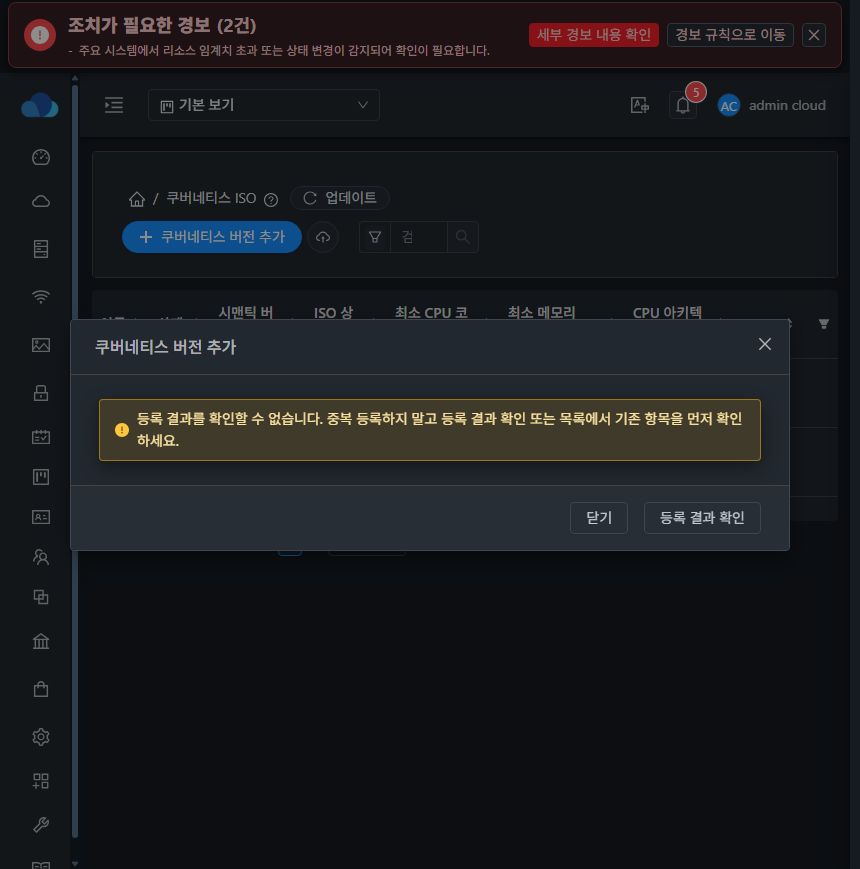 조치가 필요한 경보 (2건)
- 주요 시스템에서 리소스 임계치 초과 또는 상태 변경이 감지되어 확인이 필요합니다.
세부 경보 내용 확인
경보 규칙으로 이동
기본 보기
5
AC
admin cloud
/ 쿠버네티스 ISO
업데이트
쿠버네티스 버전 추가
검
시맨틱 버
ISO 상
최소 CPU 코
최소 메모리
CPU 아키텍
쿠버네티스 버전 추가
등록 결과를 확인할 수 없습니다. 중복 등록하지 말고 등록 결과 확인 또는 목록에서 기존 항목을 먼저 확인
하세요.
닫기
등록 결과 확인